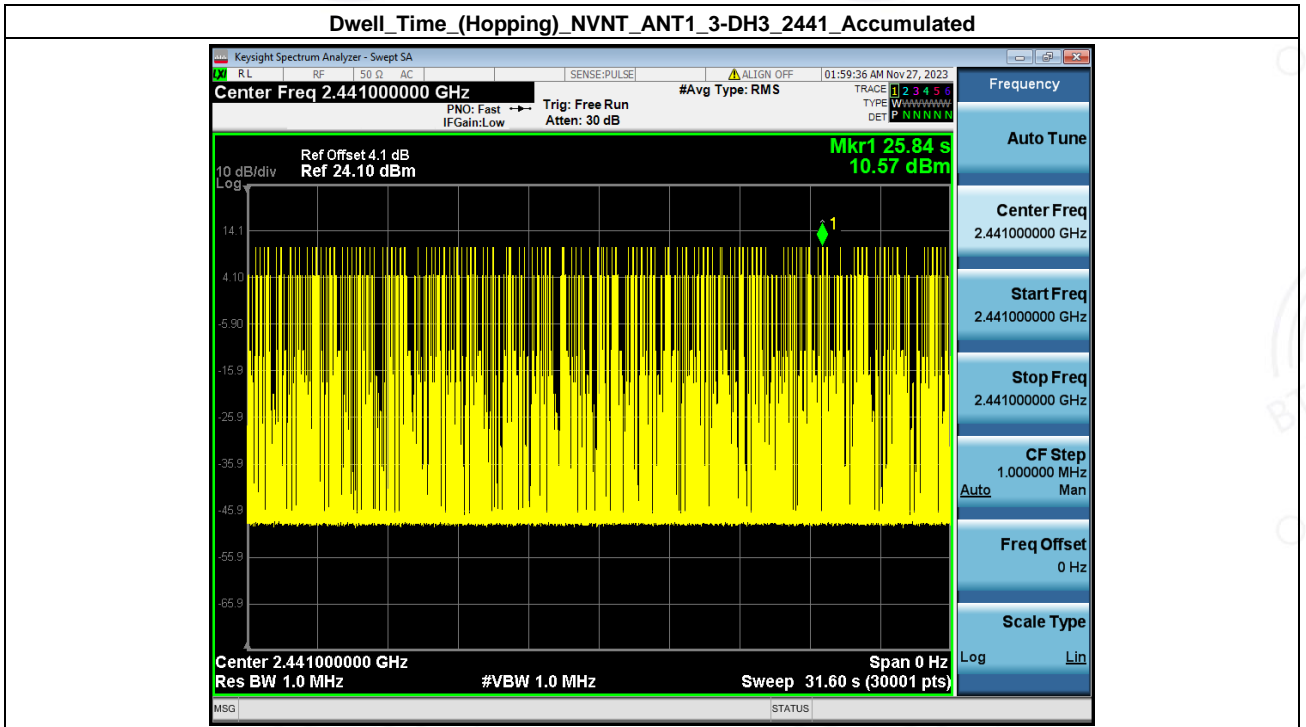 Dwell_Time_(Hopping)_NVNT_ANT1_3-DH3_2441_Accumulated
Keysight Spectrum Analyzer - Swept SA
LXI RL RF 50 Ω AC SENSE:PULSE ALIGN OFF 01:59:36 AM Nov 27, 2023
Center Freq 2.441000000 GHz #Avg Type: RMS TRACE 1 2 3 4 5 6
PNO: Fast Trig: Free Run TYPE WWWWWWW
IFGain:Low Atten: 30 dB DET P N N N N N
Mkr1 25.84 s
10.57 dBm
Ref Offset 4.1 dB
10 dB/div Ref 24.10 dBm
Log
1
14.1
4.10
-5.90
-15.9
-25.9
-35.9
-45.9
-55.9
-65.9
Center 2.441000000 GHz Span 0 Hz
Res BW 1.0 MHz #VBW 1.0 MHz Sweep 31.60 s (30001 pts)
MSG STATUS
Frequency
Auto Tune
Center Freq
2.441000000 GHz
Start Freq
2.441000000 GHz
Stop Freq
2.441000000 GHz
CF Step
1.000000 MHz
Auto Man
Freq Offset
0 Hz
Scale Type
Log Lin